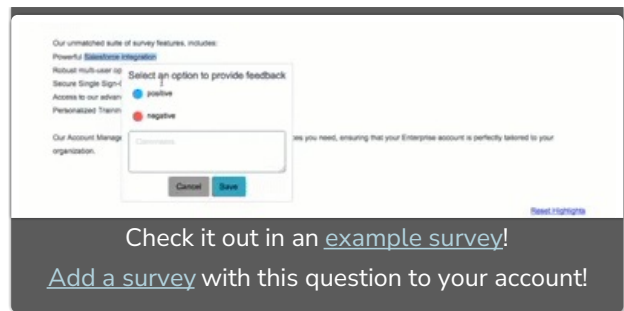 Our unmatched suite of survey features, includes:
Powerful Salesforce integration
Robust multi-user op
Secure Single Sign-
Access to our advan
Personalized Trainin
Select an option to provide feedback
positive
negative
Comments
Cancel Save
Our Account Manage
es you need, ensuring that your Enterprise account is perfectly tailored to your
organization.
Reset Highlights
Check it out in an example survey!
Add a survey with this question to your account!